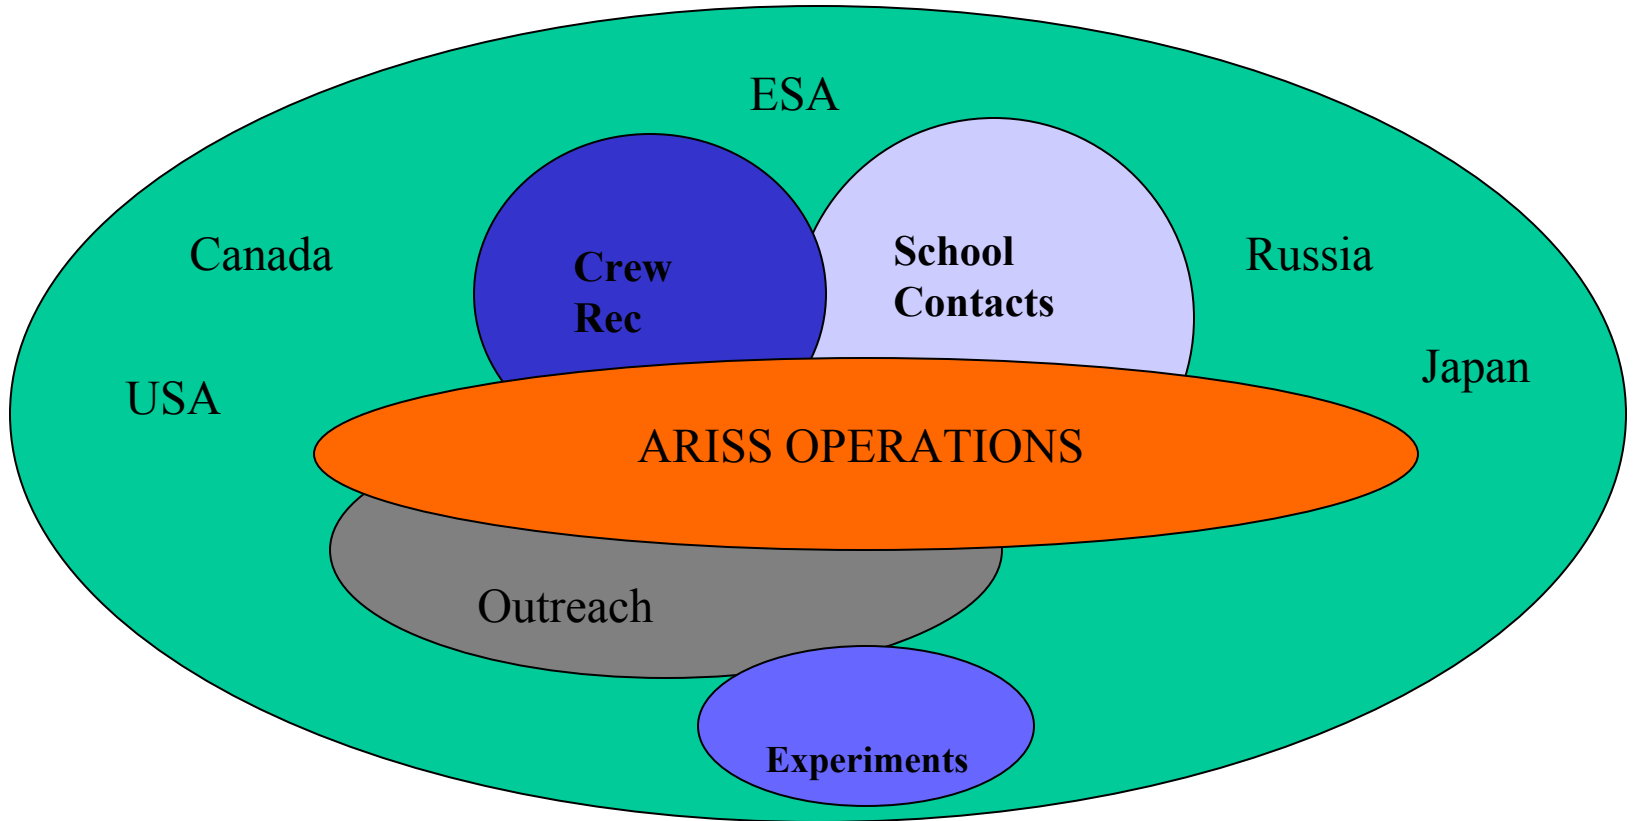 ESA
Canada
Crew
Rec
School
Contacts
Russia
USA
Japan
ARISS OPERATIONS
Outreach
Experiments